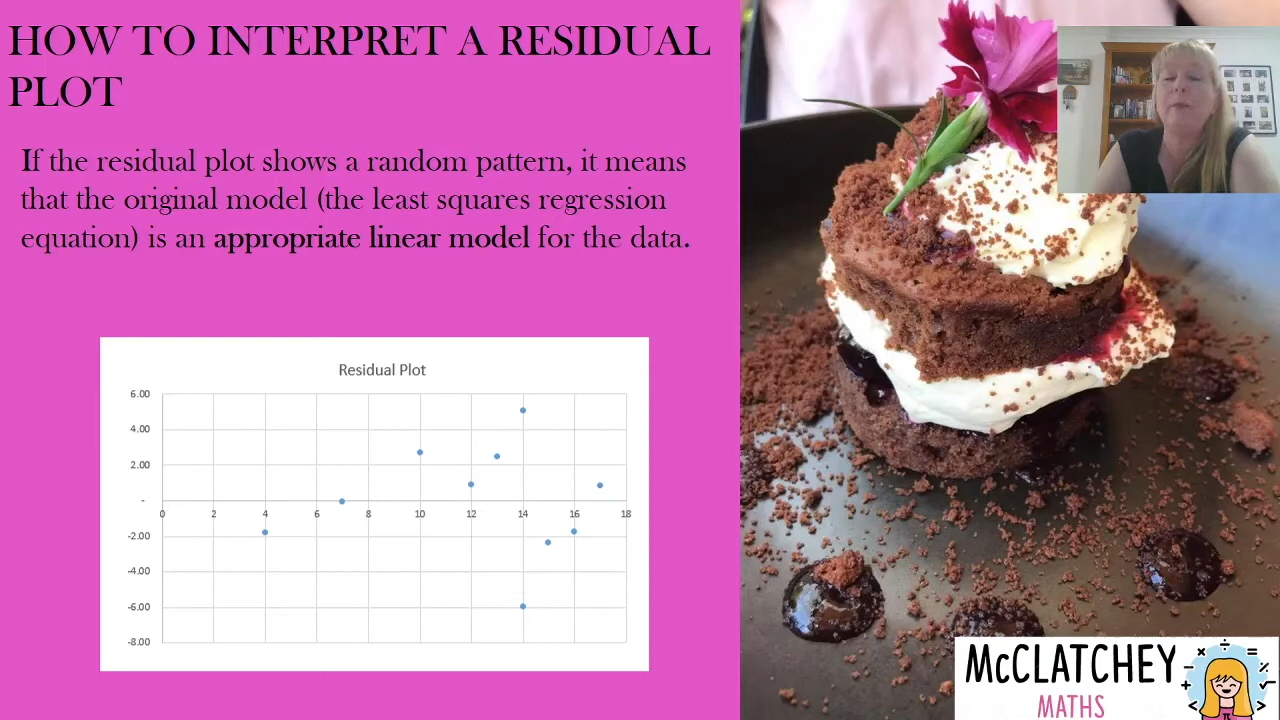 HOW TO INTERPRET A RESIDUAL
PLOT
If the residual plot shows a random pattern, it means
that the original model (the least squares regression
equation) is an appropriate linear model for the data.
Residual Plot
6.00
4.00
2.00
-
0 2 4 6 8 10 12 14 16 18
-2.00
-4.00
-6.00
-8.00
McCLATCHEY
MATHS